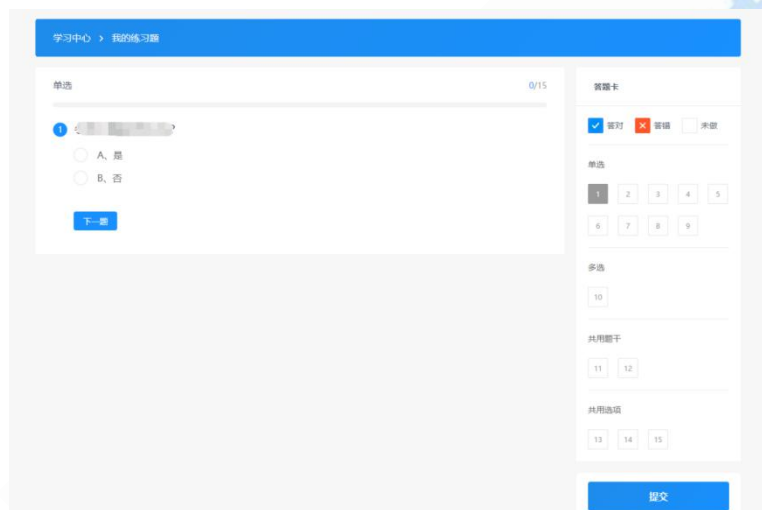 学习中心 > 我的练习题
单选
0/15
1
?
A、是
B、否
下一题
答题卡
答对 答错 未做
单选
1 2 3 4 5
6 7 8 9
多选
10
共用题干
11 12
共用选项
13 14 15
提交